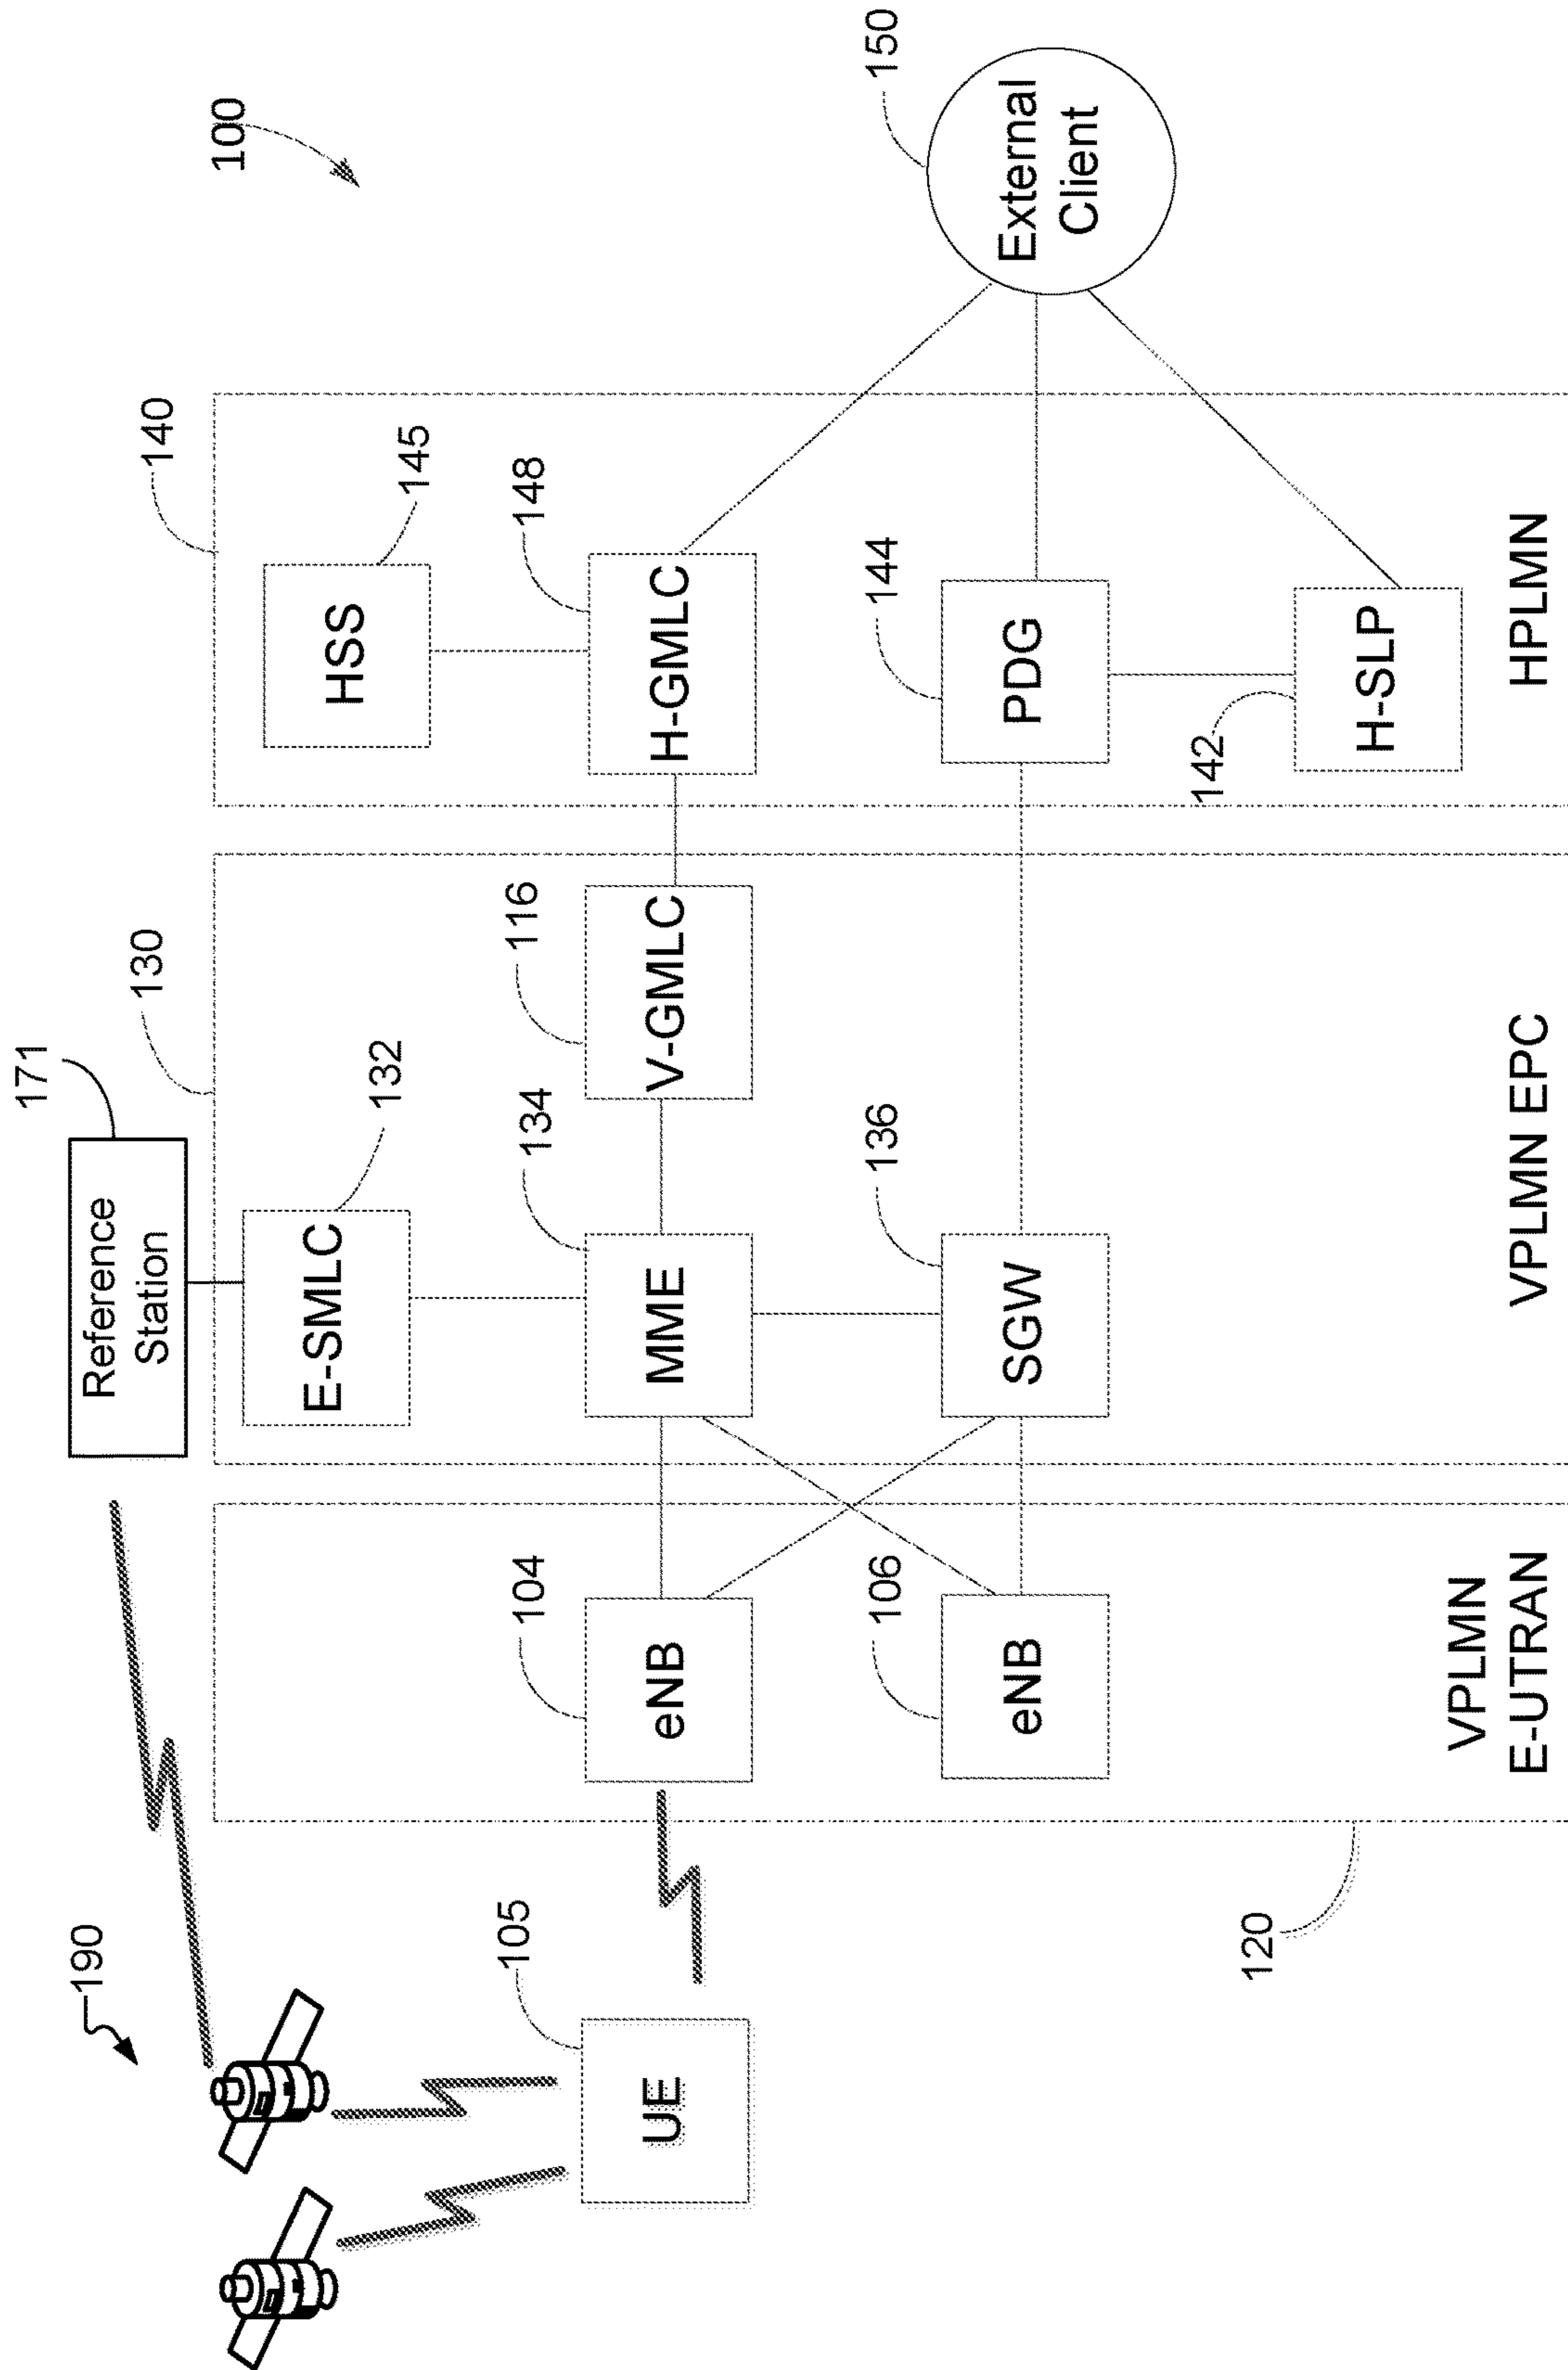 100
190
171
Reference
Station
130
140
E-SMLC
132
HSS
145
105
UE
104
eNB
134
MME
116
V-GMLC
148
H-GMLC
150
External
Client
106
eNB
136
SGW
144
PDG
142
H-SLP
120
VPLMN
E-UTRAN
VPLMN EPC
HPLMN